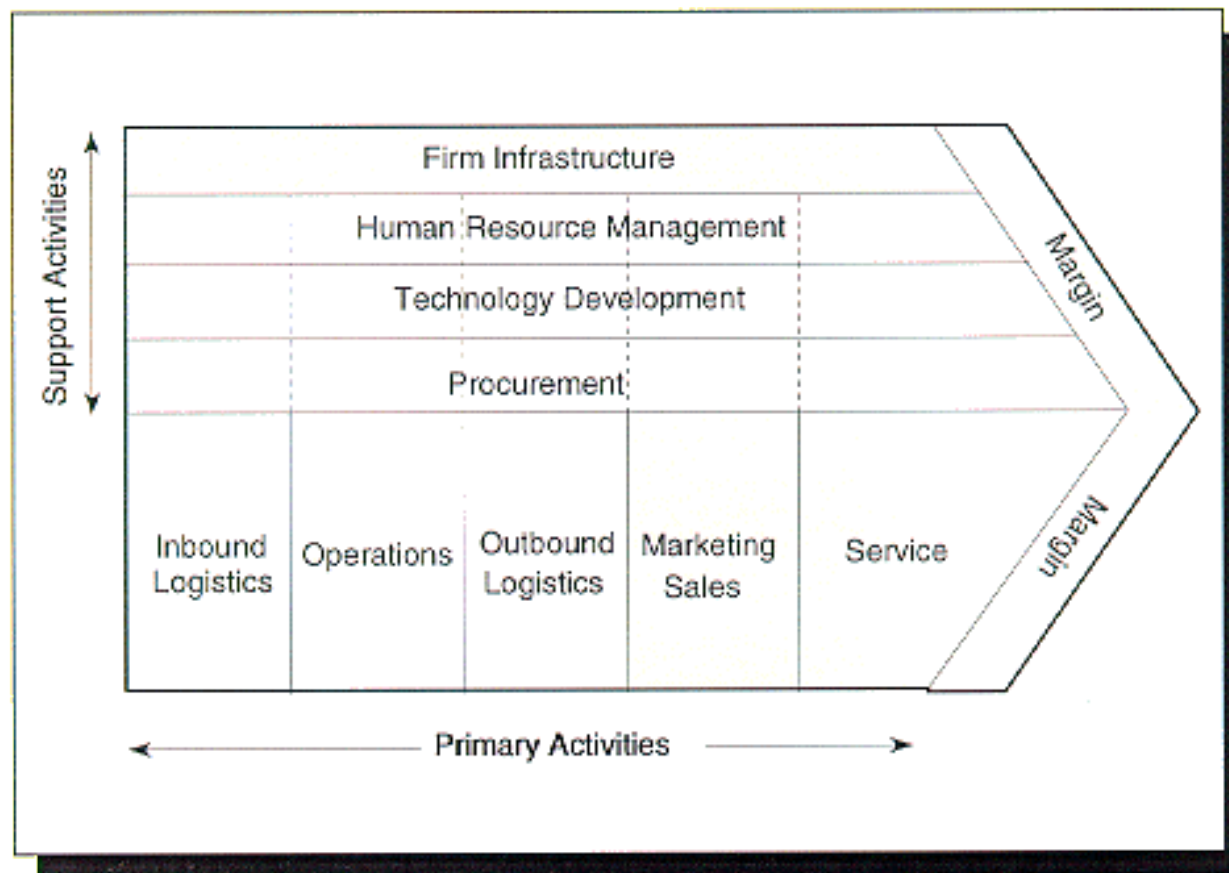 Support Activities
Firm Infrastructure
Human Resource Management
Technology Development
Procurement
Margin
Inbound
Logistics
Operations
Outbound
Logistics
Marketing
Sales
Service
Margin
Primary Activities